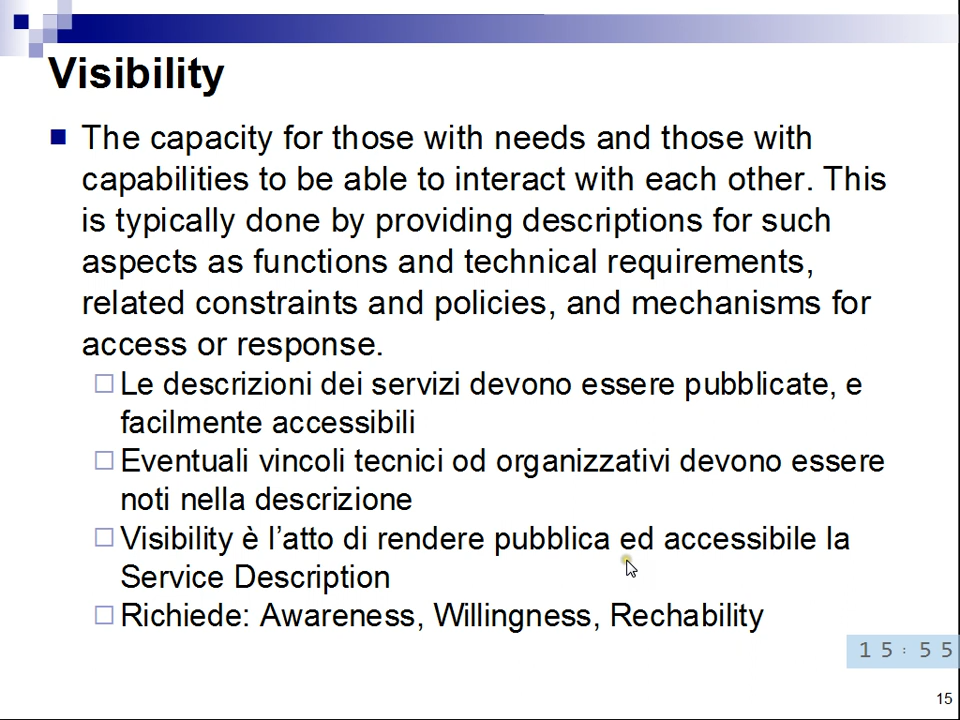 Visibility
The capacity for those with needs and those with
capabilities to be able to interact with each other. This
is typically done by providing descriptions for such
aspects as functions and technical requirements,
related constraints and policies, and mechanisms for
access or response.
Le descrizioni dei servizi devono essere pubblicate, e
facilmente accessibili
Eventuali vincoli tecnici od organizzativi devono essere
noti nella descrizione
Visibility è l’atto di rendere pubblica ed accessibile la
Service Description
Richiede: Awareness, Willingness, Rechability
15:55
15